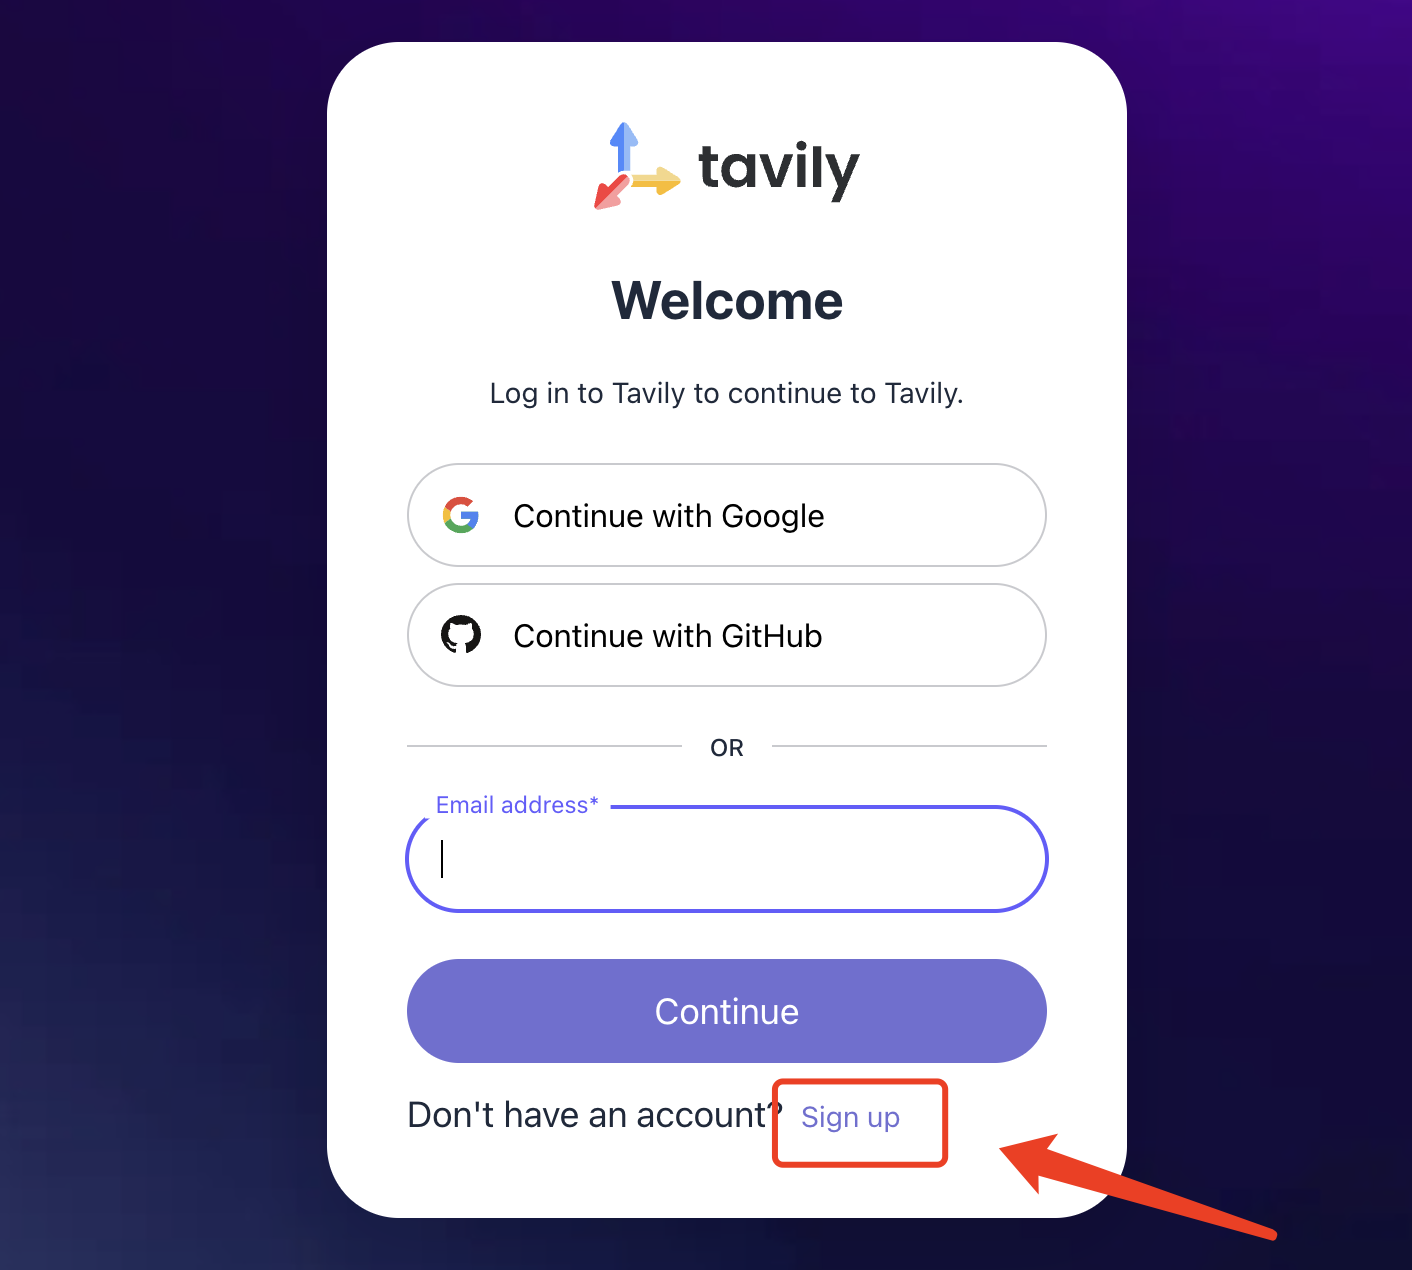 tavily
Welcome
Log in to Tavily to continue to Tavily.
Continue with Google
Continue with GitHub
OR
Email address*
Continue
Don't have an account? Sign up